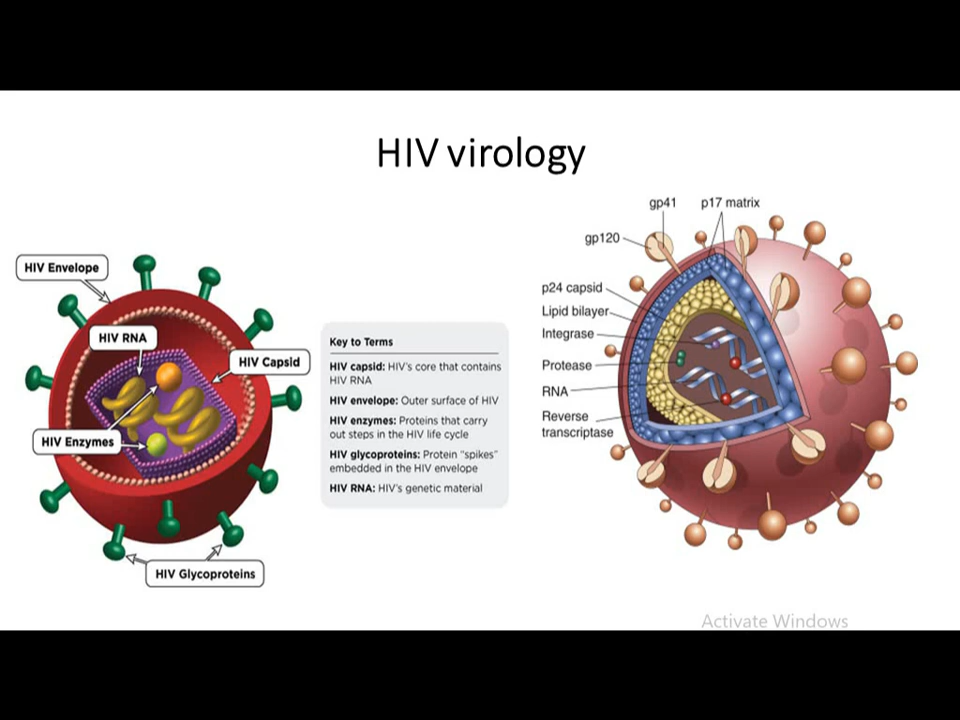 HIV virology
HIV Envelope
HIV RNA
HIV Capsid
HIV Enzymes
HIV Glycoproteins
Key to Terms
HIV capsid: HIV's core that contains
HIV RNA
HIV envelope: Outer surface of HIV
HIV enzymes: Proteins that carry
out steps in the HIV life cycle
HIV glycoproteins: Protein "spikes"
embedded in the HIV envelope
HIV RNA: HIV's genetic material
gp41
p17 matrix
gp120
p24 capsid
Lipid bilayer
Integrase
Protease
RNA
Reverse
transcriptase
Activate Windows